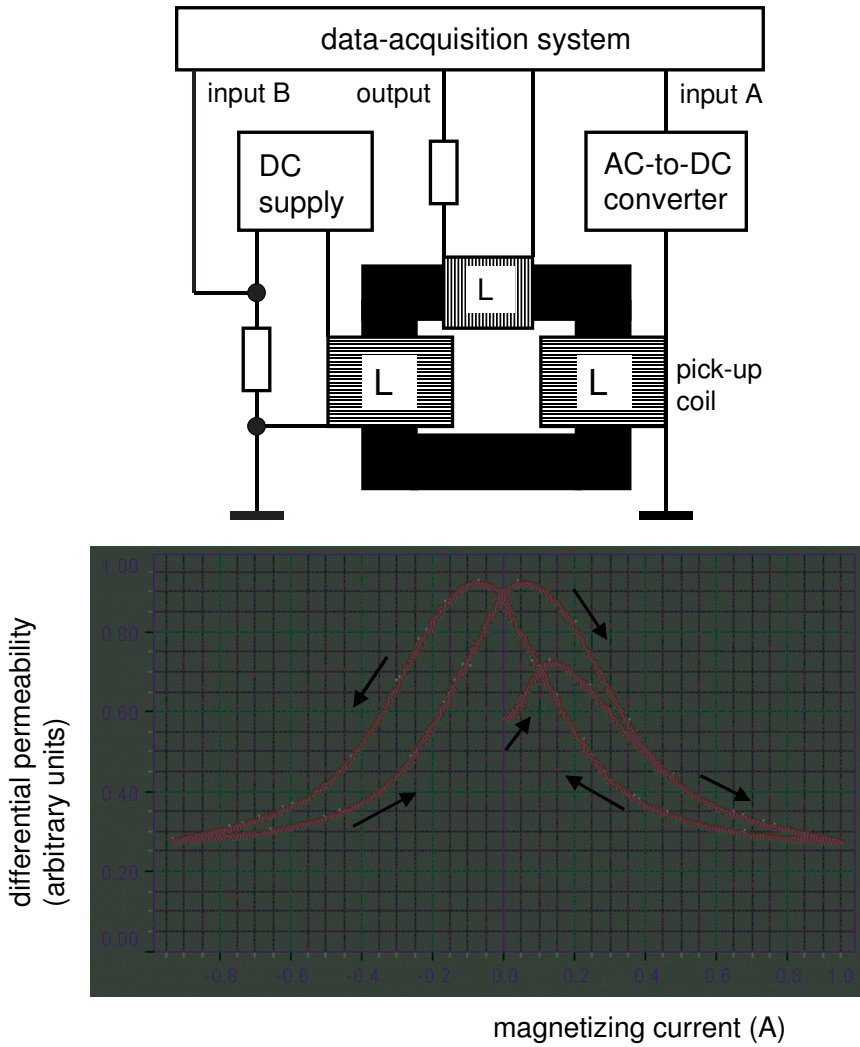 data-acquisition system
input B
output
input A
DC
supply
AC-to-DC
converter
L
L
L
pick-up
coil
differential permeability
(arbitrary units)
1.00
0.80
0.60
0.40
0.20
0.00
-0.8
-0.6
-0.4
-0.2
0.0
0.2
0.4
0.6
0.8
1.0
magnetizing current (A)